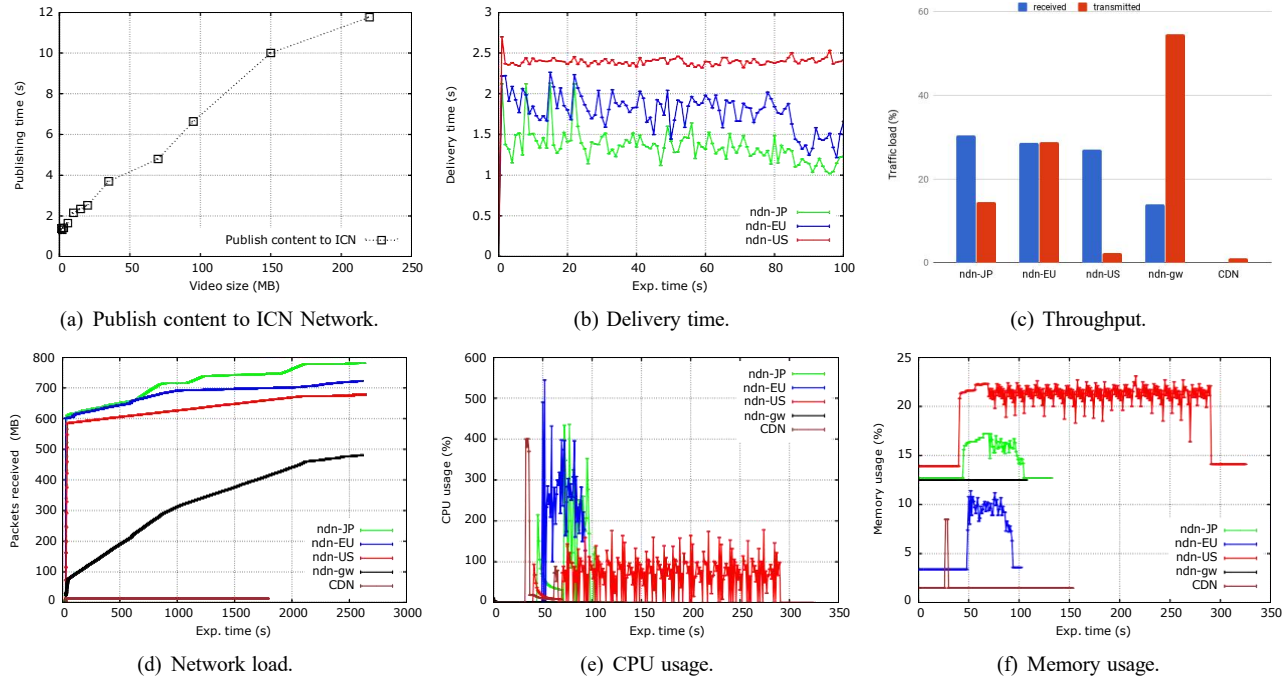 12
10
8
6
4
2
0
Publishing time (s)
Publish content to ICN
0 50 100 150 200 250
Video size (MB)
(a) Publish content to ICN Network.
3
2.5
2
1.5
1
0.5
0
Delivery time (s)
ndn-JP
ndn-EU
ndn-US
0 20 40 60 80 100
Exp. time (s)
(b) Delivery time.
received transmitted
60
40
20
0
Traffic load (%)
ndn-JP ndn-EU ndn-US ndn-gw CDN
(c) Throughput.
800
700
600
500
400
300
200
100
0
Packets received (MB)
ndn-JP
ndn-EU
ndn-US
ndn-gw
CDN
0 500 1000 1500 2000 2500 3000
Exp. time (s)
(d) Network load.
600
500
400
300
200
100
0
CPU usage (%)
ndn-JP
ndn-EU
ndn-US
ndn-gw
CDN
0 50 100 150 200 250 300 350
Exp. time (s)
(e) CPU usage.
25
20
15
10
5
0
Memory usage (%)
ndn-JP
ndn-EU
ndn-US
ndn-gw
CDN
0 50 100 150 200 250 300 350
Exp. time (s)
(f) Memory usage.